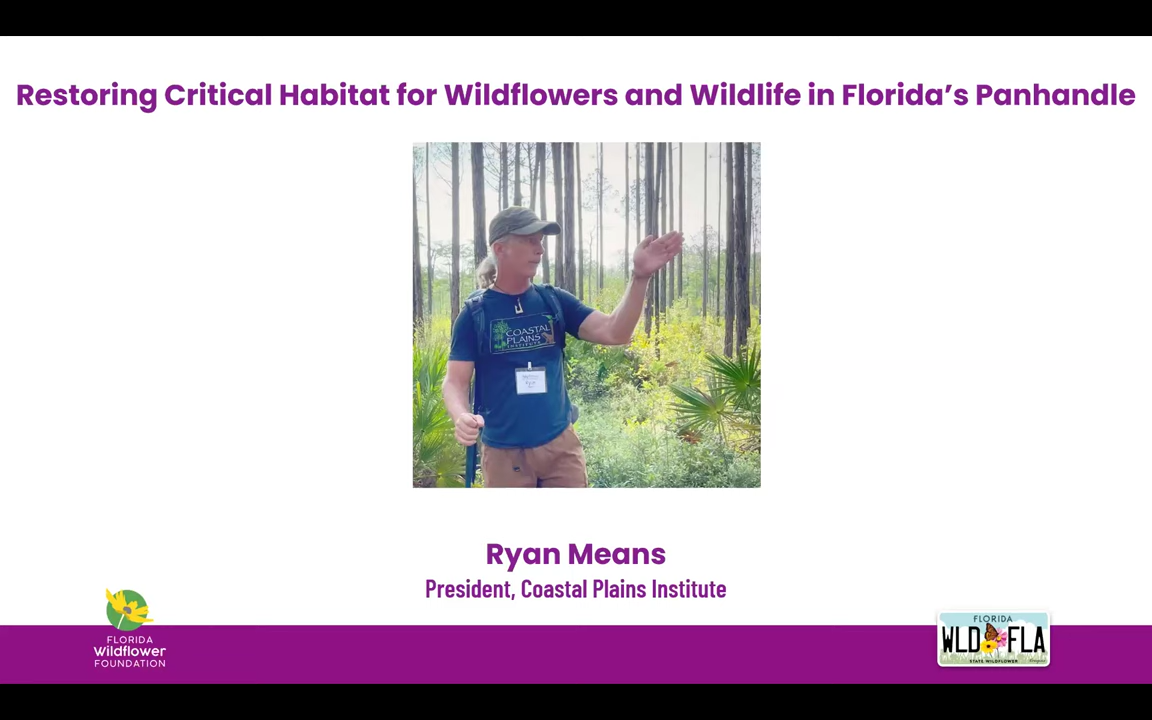 Restoring Critical Habitat for Wildflowers and Wildlife in Florida’s Panhandle
COASTAL
PLAINS
INSTITUTE
Ryan Means
President, Coastal Plains Institute
FLORIDA
Wildflower
FOUNDATION
FLORIDA
WLD FLA
STATE WILDFLOWER